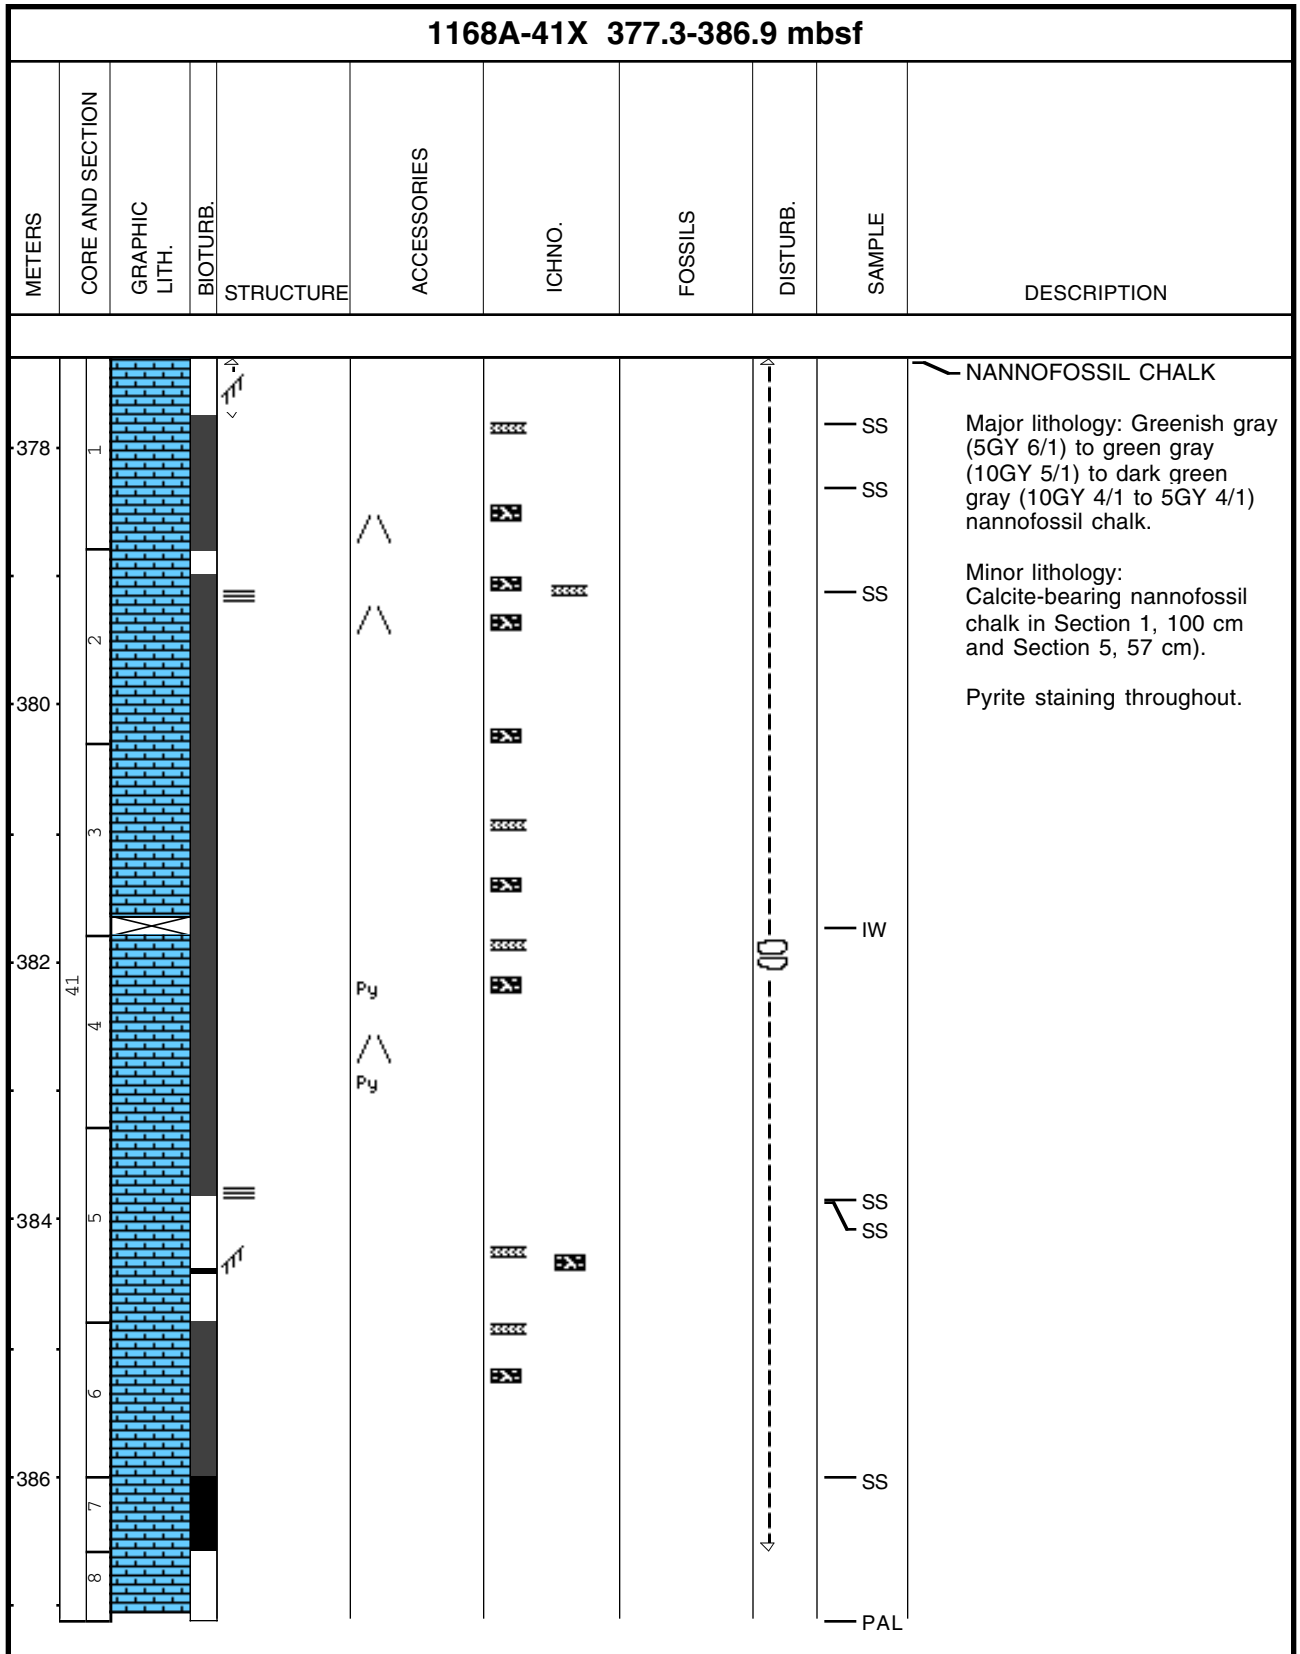 1168A-41X 377.3-386.9 mbsf
METERS
CORE AND SECTION
GRAPHIC
LITH.
BIOTURB.
STRUCTURE
ACCESSORIES
ICHNO.
FOSSILS
DISTURB.
SAMPLE
DESCRIPTION
NANNOFOSSIL CHALK
Major lithology: Greenish gray
(5GY 6/1) to green gray
(10GY 5/1) to dark green
gray (10GY 4/1 to 5GY 4/1)
nannofossil chalk.
Minor lithology:
Calcite-bearing nannofossil
chalk in Section 1, 100 cm
and Section 5, 57 cm).
Pyrite staining throughout.
378
380
382
384
386
41
1
2
3
4
5
6
7
8
Py
Py
SS
SS
SS
IW
SS
SS
SS
PAL